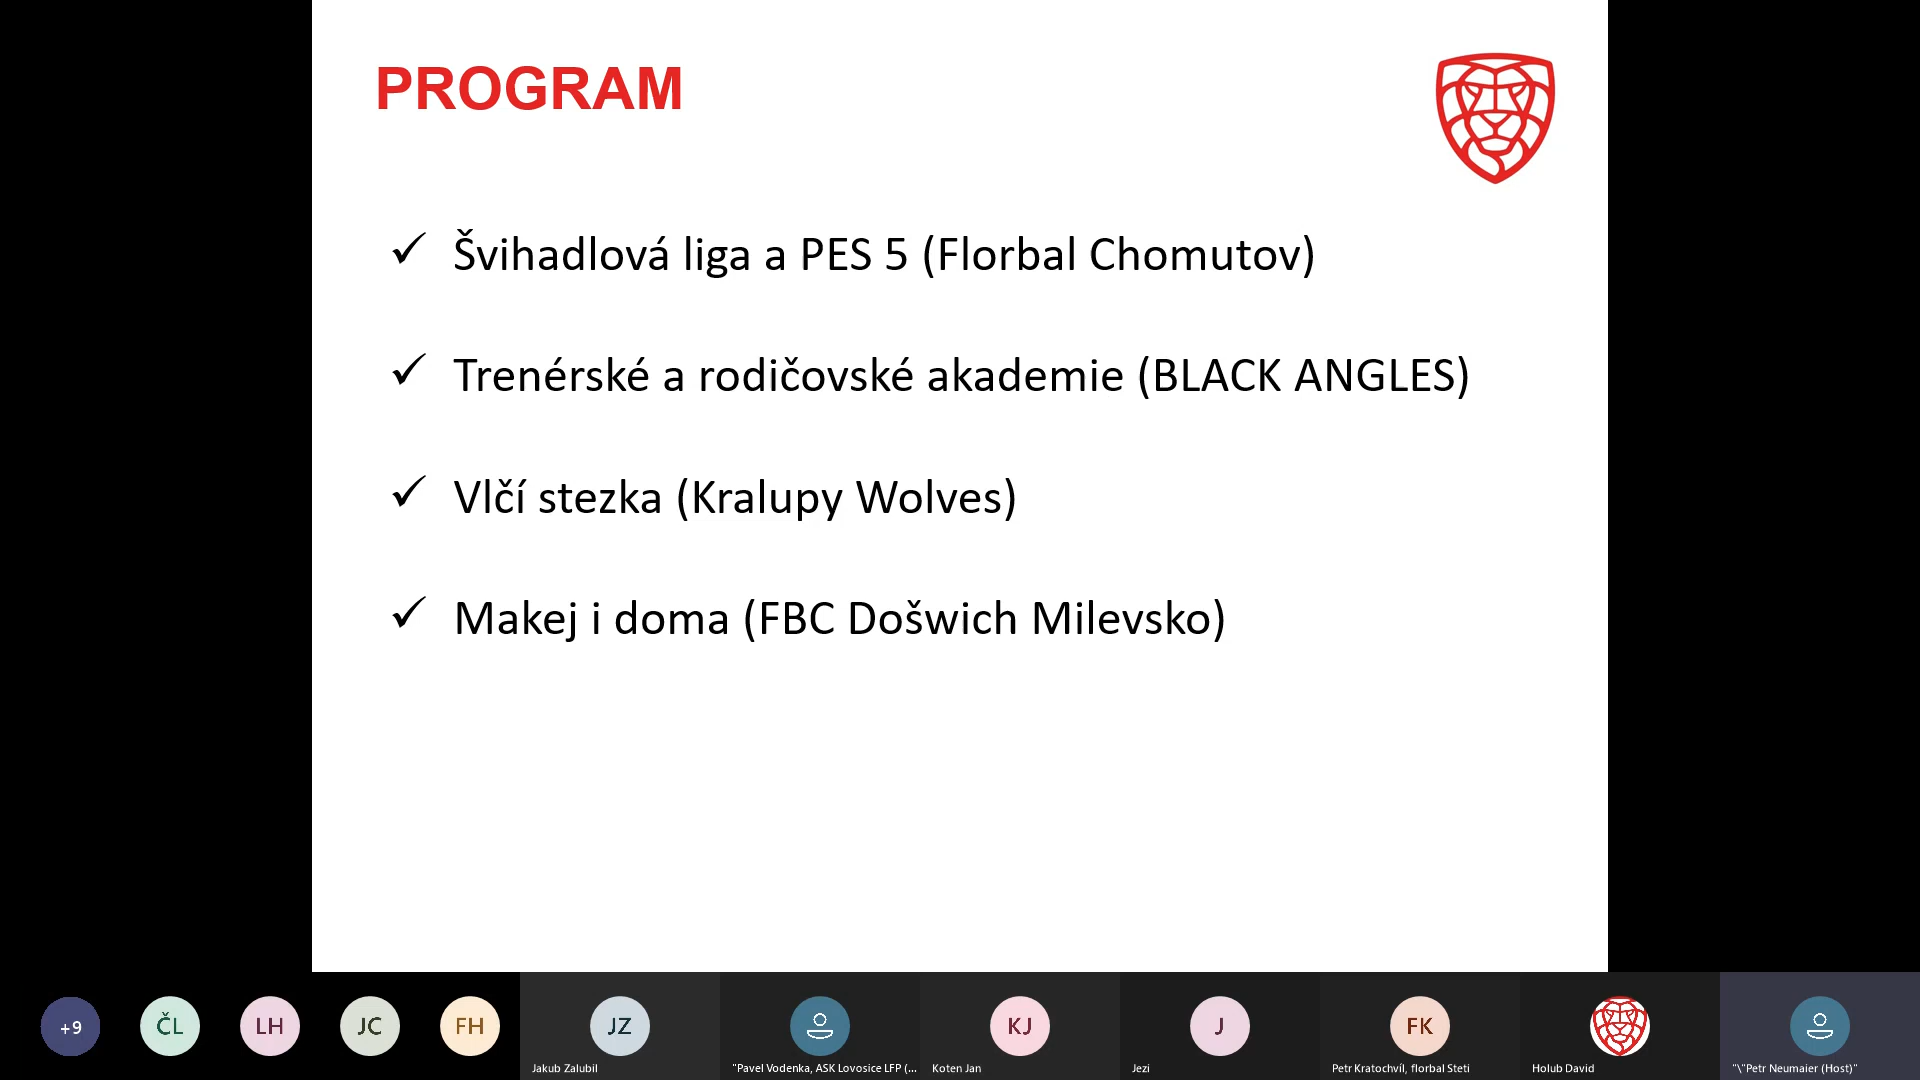 PROGRAM
✓ Švihadlová liga a PES 5 (Florbal Chomutov)
✓ Trenérské a rodičovské akademie (BLACK ANGLES)
✓ Vlčí stezka (Kralupy Wolves)
✓ Makej i doma (FBC Došwich Milevsko)
+9
ČL
LH
JC
FH
JZ
KJ
J
FK
Jakub Zalubil
"Pavel Vodenka, ASK Lovosice LFP (...
Koten Jan
Jezi
Petr Kratochvíl, florbal Steti
Holub David
"\"Petr Neumaier (Host)"